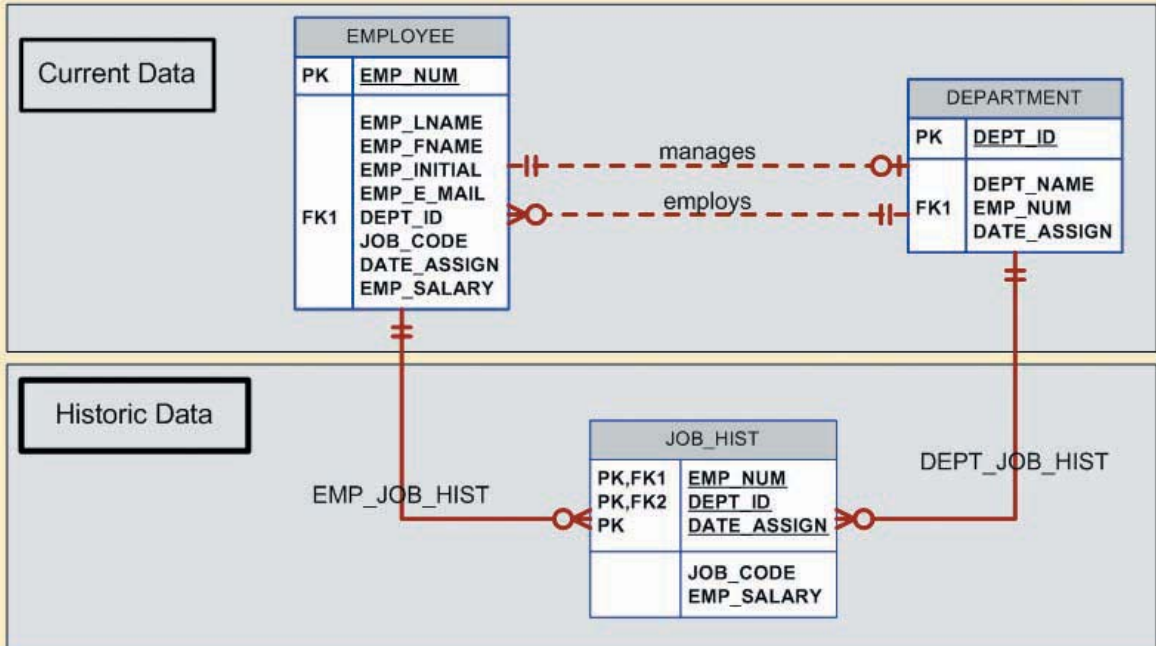 Current Data
EMPLOYEE
PK EMP_NUM
EMP_LNAME
EMP_FNAME
EMP_INITIAL
EMP_E_MAIL
FK1 DEPT_ID
JOB_CODE
DATE_ASSIGN
EMP_SALARY
manages
employs
DEPARTMENT
PK DEPT_ID
DEPT_NAME
FK1 EMP_NUM
DATE_ASSIGN
Historic Data
EMP_JOB_HIST
JOB_HIST
PK,FK1 EMP_NUM
PK,FK2 DEPT_ID
PK DATE_ASSIGN
JOB_CODE
EMP_SALARY
DEPT_JOB_HIST